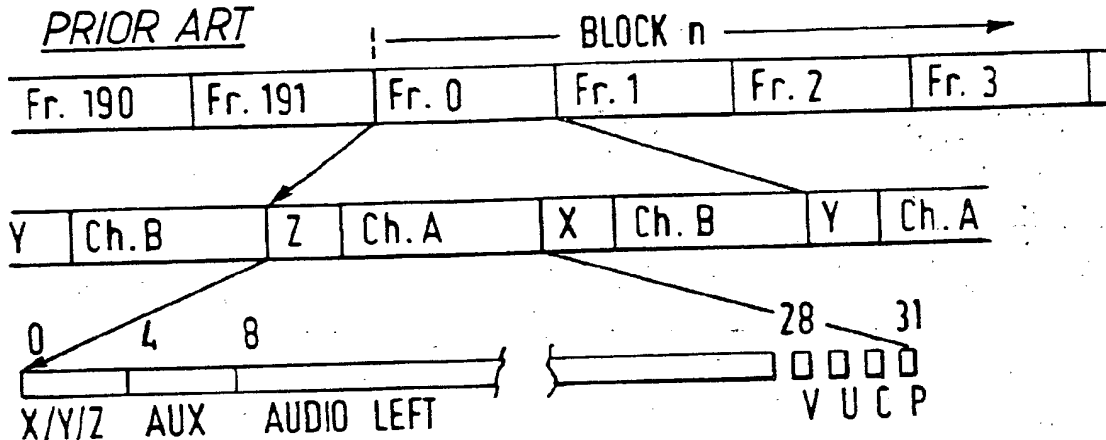 PRIOR ART
BLOCK n
Fr. 190 Fr. 191 Fr. 0 Fr. 1 Fr. 2 Fr. 3
Y Ch. B Z Ch. A X Ch. B Y Ch. A
0 4 8 28 31
X/Y/Z AUX AUDIO LEFT V U C P